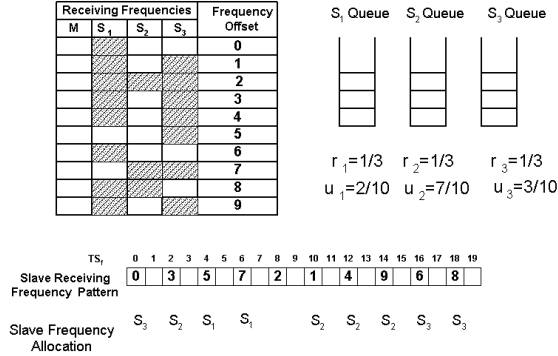 Receiving Frequencies Frequency Offset
M S1 S2 S3
0
1
2
3
4
5
6
7
8
9
S1 Queue S2 Queue S3 Queue
r1=1/3 r2=1/3 r3=1/3
u1=2/10 u2=7/10 u3=3/10
TSf 0 1 2 3 4 5 6 7 8 9 10 11 12 13 14 15 16 17 18 19
Slave Receiving Frequency Pattern 0 3 5 7 2 1 4 9 6 8
Slave Frequency Allocation S3 S2 S1 S1 S2 S2 S2 S3 S3